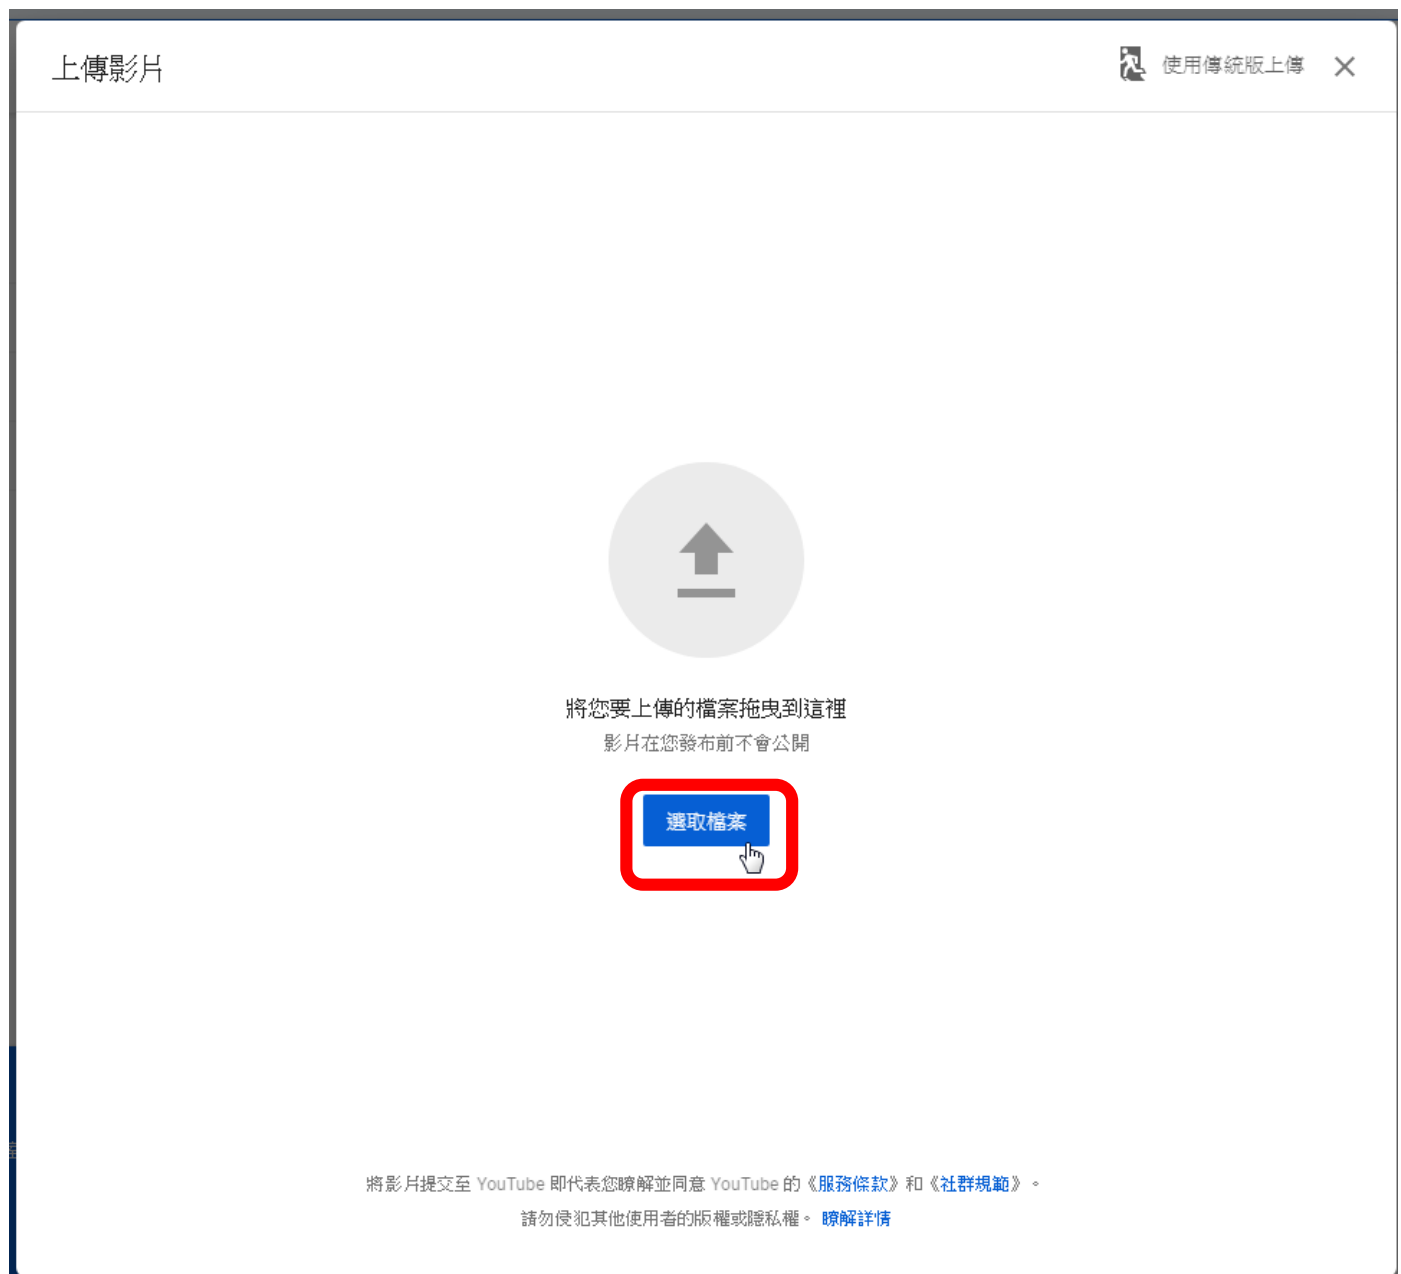 上傳影片
使用傳統版上傳
將您要上傳的檔案拖曳到這裡
影片在您發布前不會公開
選取檔案
將影片提交至 YouTube 即代表您瞭解並同意 YouTube 的《服務條款》和《社群規範》。
請勿侵犯其他使用者的版權或隱私權。 瞭解詳情